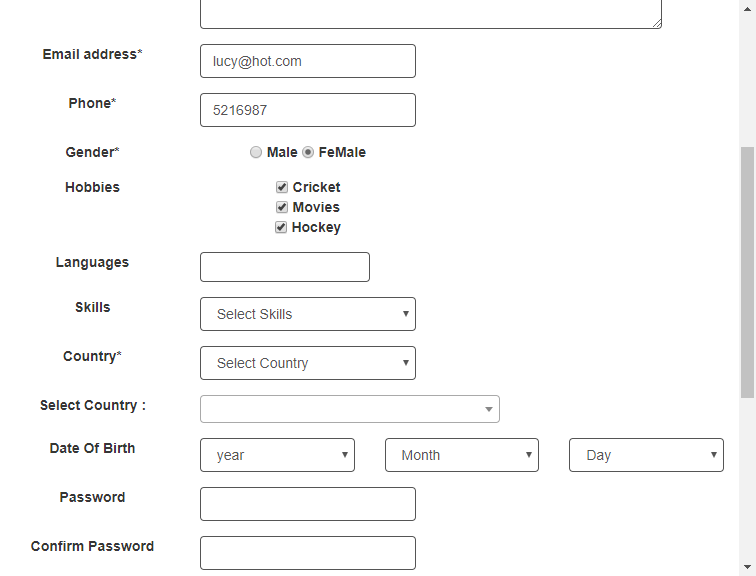 Email address*
lucy@hot.com
Phone*
5216987
Gender*
Male FeMale
Hobbies
Cricket
Movies
Hockey
Languages
Skills
Select Skills
Country*
Select Country
Select Country :
Date Of Birth
year Month Day
Password
Confirm Password